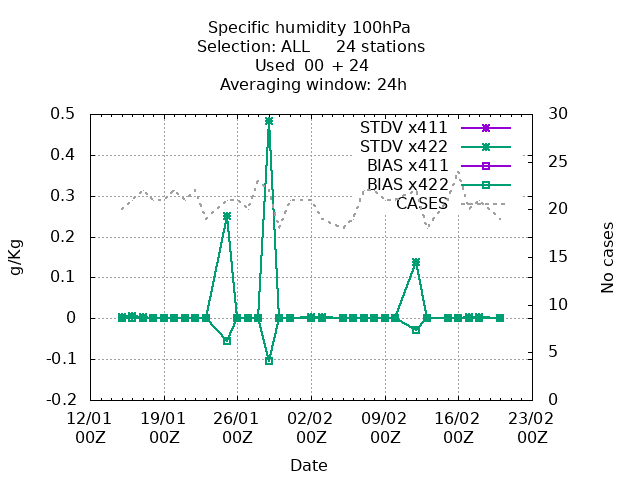 Specific humidity 100hPa
Selection: ALL     24 stations
Used  00  + 24
Averaging window: 24h
0.5
0.4
0.3
0.2
0.1
0
-0.1
-0.2
g/Kg
30
25
20
15
10
5
0
No cases
STDV x411
STDV x422
BIAS x411
BIAS x422
CASES
12/01 19/01 26/01 02/02 09/02 16/02 23/02
00Z 00Z 00Z 00Z 00Z 00Z 00Z
Date